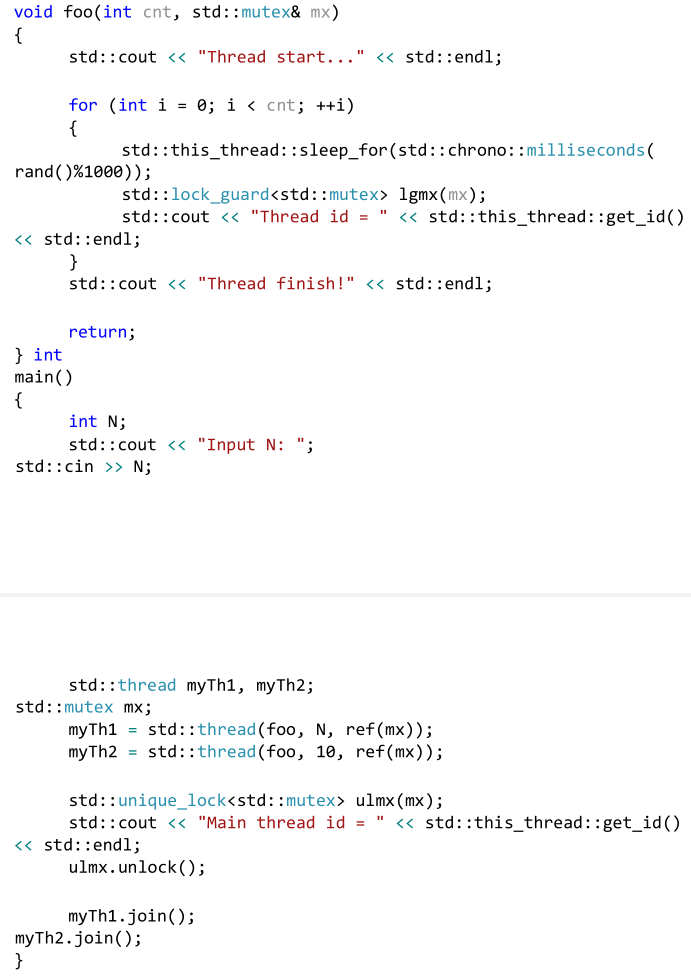 void foo(int cnt, std::mutex& mx)
{
std::cout << "Thread start..." << std::endl;
for (int i = 0; i < cnt; ++i)
{
std::this_thread::sleep_for(std::chrono::milliseconds(
rand()%1000));
std::lock_guard<std::mutex> lgmx(mx);
std::cout << "Thread id = " << std::this_thread::get_id()
<< std::endl;
}
std::cout << "Thread finish!" << std::endl;
return;
} int
main()
{
int N;
std::cout << "Input N: ";
std::cin >> N;
std::thread myTh1, myTh2;
std::mutex mx;
myTh1 = std::thread(foo, N, ref(mx));
myTh2 = std::thread(foo, 10, ref(mx));
std::unique_lock<std::mutex> ulmx(mx);
std::cout << "Main thread id = " << std::this_thread::get_id()
<< std::endl;
ulmx.unlock();
myTh1.join();
myTh2.join();
}